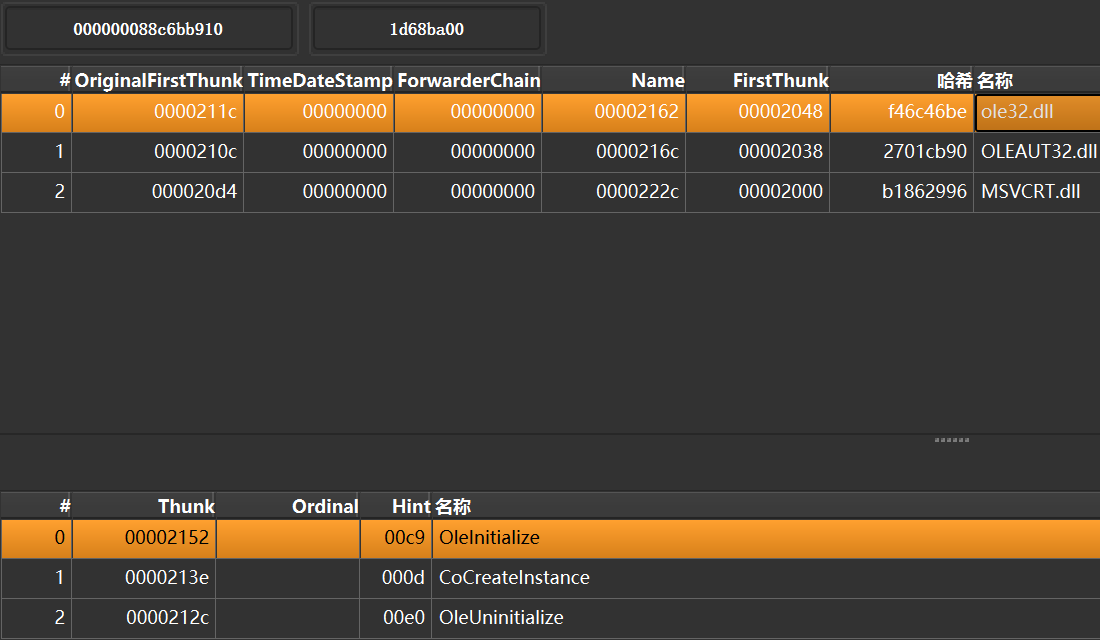 000000088c6bb910 1d68ba00
# OriginalFirstThunk TimeDateStamp ForwarderChain Name FirstThunk 哈希 名称
0 0000211c 00000000 00000000 00002162 00002048 f46c46be ole32.dll
1 0000210c 00000000 00000000 0000216c 00002038 2701cb90 OLEAUT32.dll
2 000020d4 00000000 00000000 0000222c 00002000 b1862996 MSVCRT.dll
# Thunk Ordinal Hint 名称
0 00002152 00c9 OleInitialize
1 0000213e 000d CoCreateInstance
2 0000212c 00e0 OleUninitialize